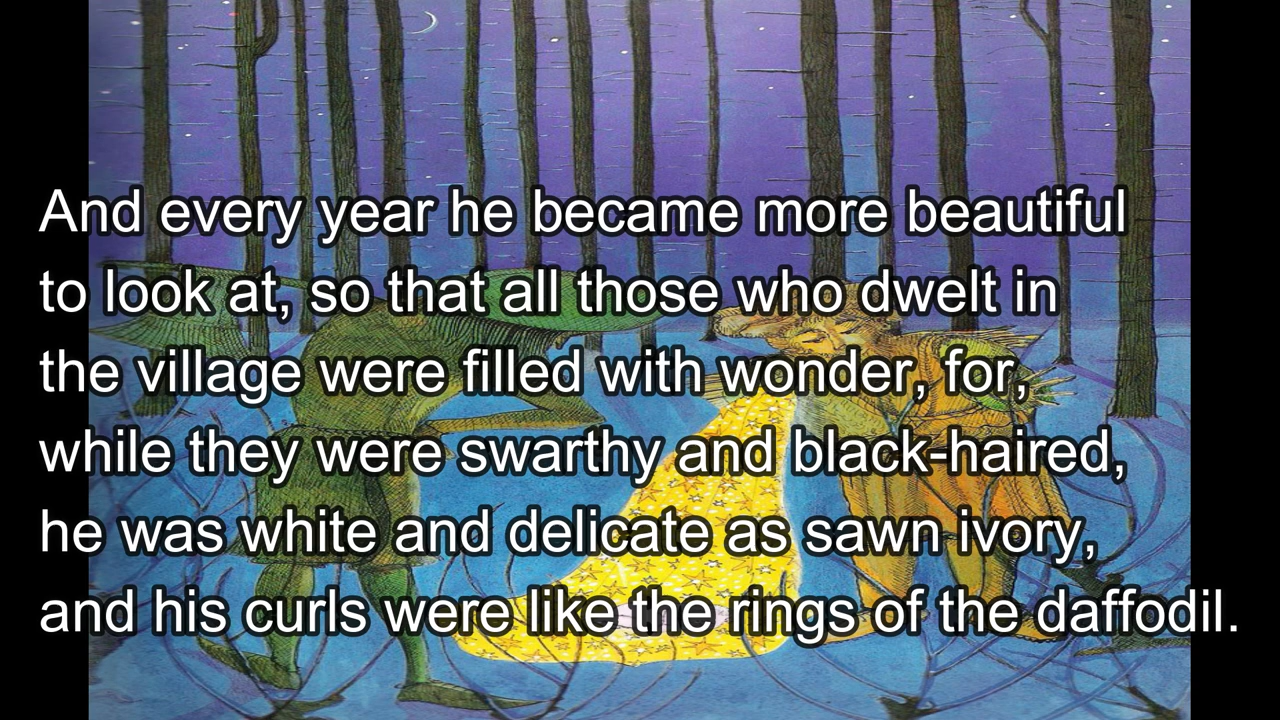 And every year he became more beautiful
to look at, so that all those who dwelt in
the village were filled with wonder, for,
while they were swarthy and black-haired,
he was white and delicate as sawn ivory,
and his curls were like the rings of the daffodil.